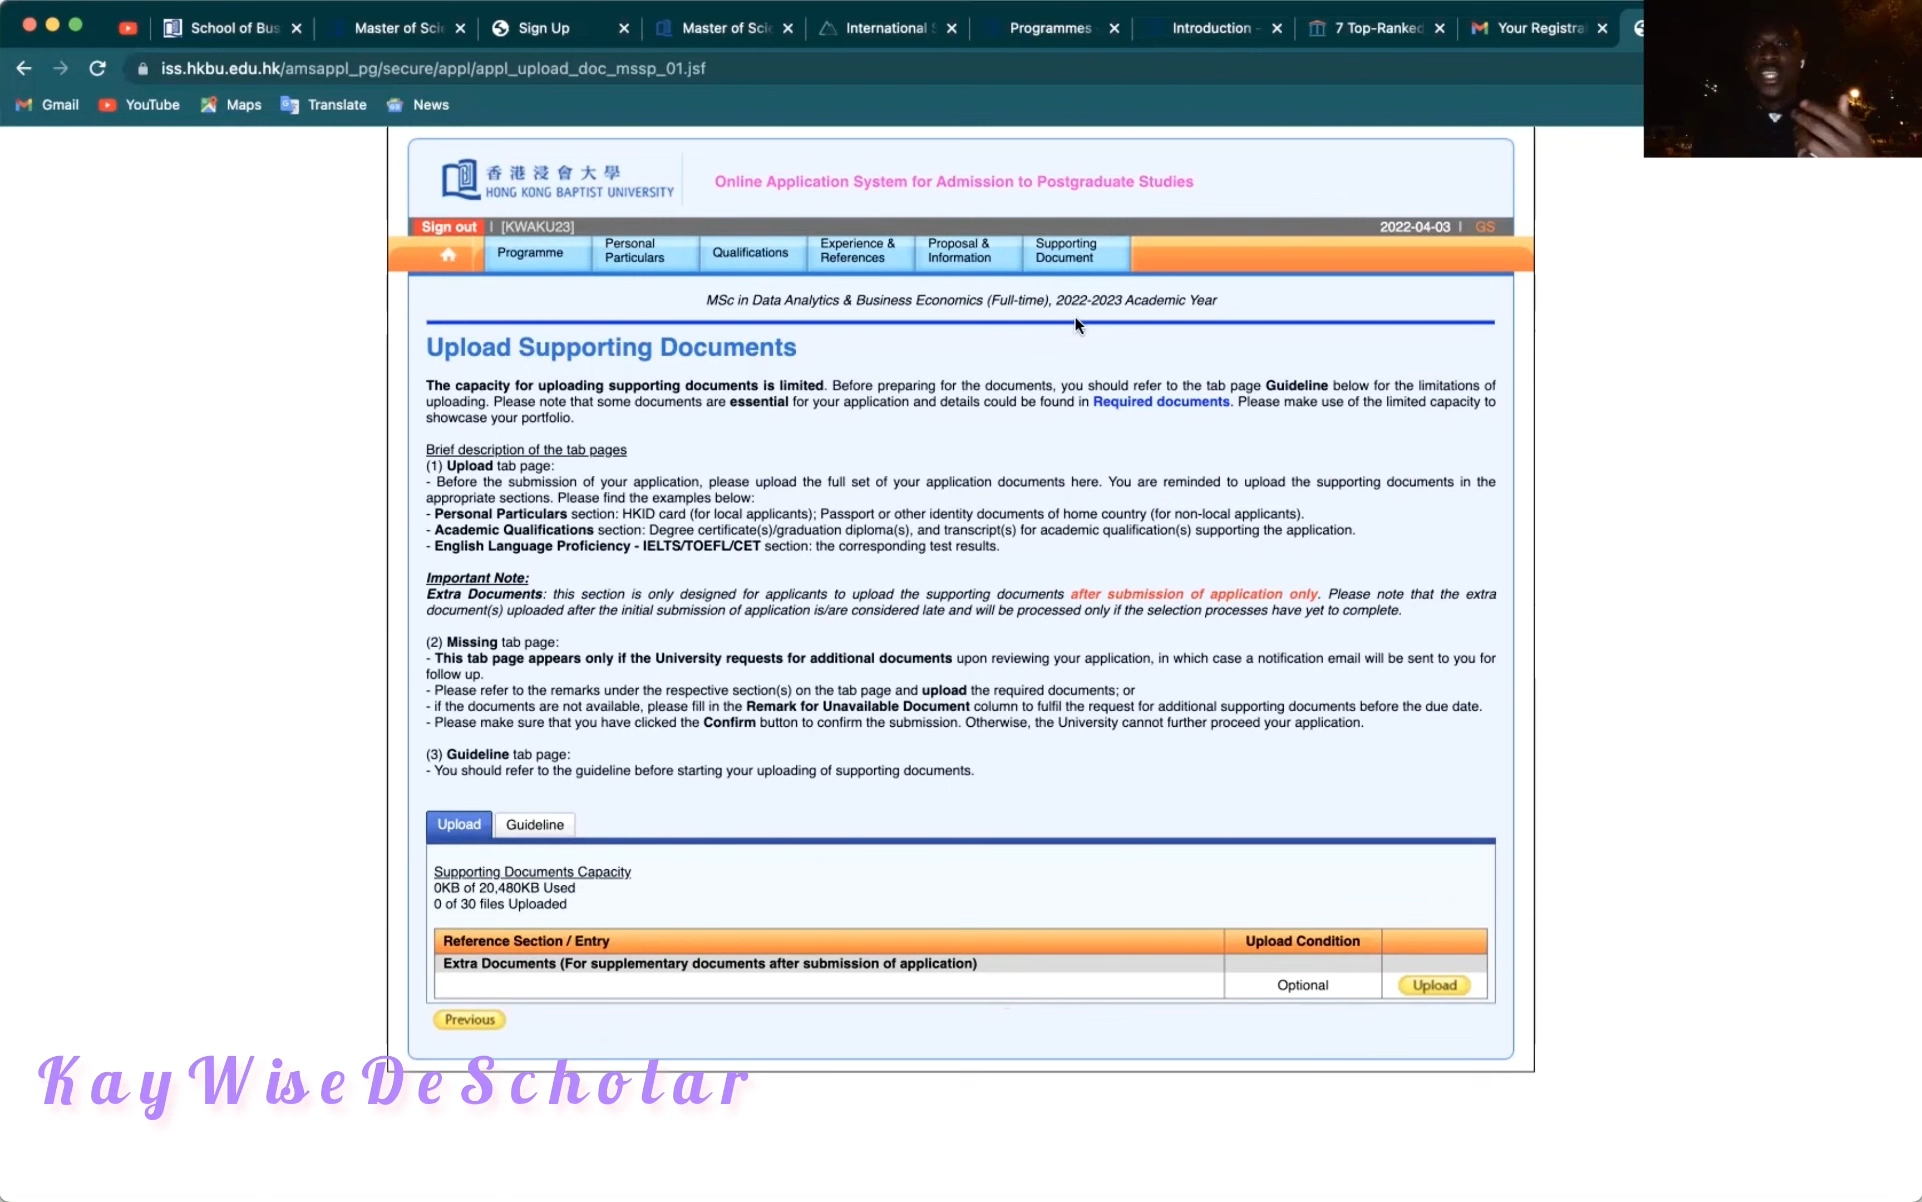 School of Bus
Master of Sci
Sign Up
Master of Sci
International
Programmes
Introduction -
7 Top-Ranked
Your Registra
iss.hkbu.edu.hk/amsappl_pg/secure/appl/appl_upload_doc_mssp_01.jsf
Gmail YouTube Maps Translate News
香港浸會大學
HONG KONG BAPTIST UNIVERSITY
Online Application System for Admission to Postgraduate Studies
Sign out | [KWAKU23] 2022-04-03 | GS
Programme
Personal Particulars
Qualifications
Experience & References
Proposal & Information
Supporting Document
MSc in Data Analytics & Business Economics (Full-time), 2022-2023 Academic Year
Upload Supporting Documents
The capacity for uploading supporting documents is limited. Before preparing for the documents, you should refer to the tab page Guideline below for the limitations of
uploading. Please note that some documents are essential for your application and details could be found in Required documents. Please make use of the limited capacity to
showcase your portfolio.
Brief description of the tab pages
(1) Upload tab page:
- Before the submission of your application, please upload the full set of your application documents here. You are reminded to upload the supporting documents in the
appropriate sections. Please find the examples below:
- Personal Particulars section: HKID card (for local applicants); Passport or other identity documents of home country (for non-local applicants).
- Academic Qualifications section: Degree certificate(s)/graduation diploma(s), and transcript(s) for academic qualification(s) supporting the application.
- English Language Proficiency - IELTS/TOEFL/CET section: the corresponding test results.
Important Note:
Extra Documents: this section is only designed for applicants to upload the supporting documents after submission of application only. Please note that the extra
document(s) uploaded after the initial submission of application is/are considered late and will be processed only if the selection processes have yet to complete.
(2) Missing tab page:
- This tab page appears only if the University requests for additional documents upon reviewing your application, in which case a notification email will be sent to you for
follow up.
- Please refer to the remarks under the respective section(s) on the tab page and upload the required documents; or
- if the documents are not available, please fill in the Remark for Unavailable Document column to fulfil the request for additional supporting documents before the due date.
- Please make sure that you have clicked the Confirm button to confirm the submission. Otherwise, the University cannot further proceed your application.
(3) Guideline tab page:
- You should refer to the guideline before starting your uploading of supporting documents.
Upload Guideline
Supporting Documents Capacity
0KB of 20,480KB Used
0 of 30 files Uploaded
Reference Section / Entry Upload Condition
Extra Documents (For supplementary documents after submission of application)
Optional Upload
Previous
KayWiseDeScholar